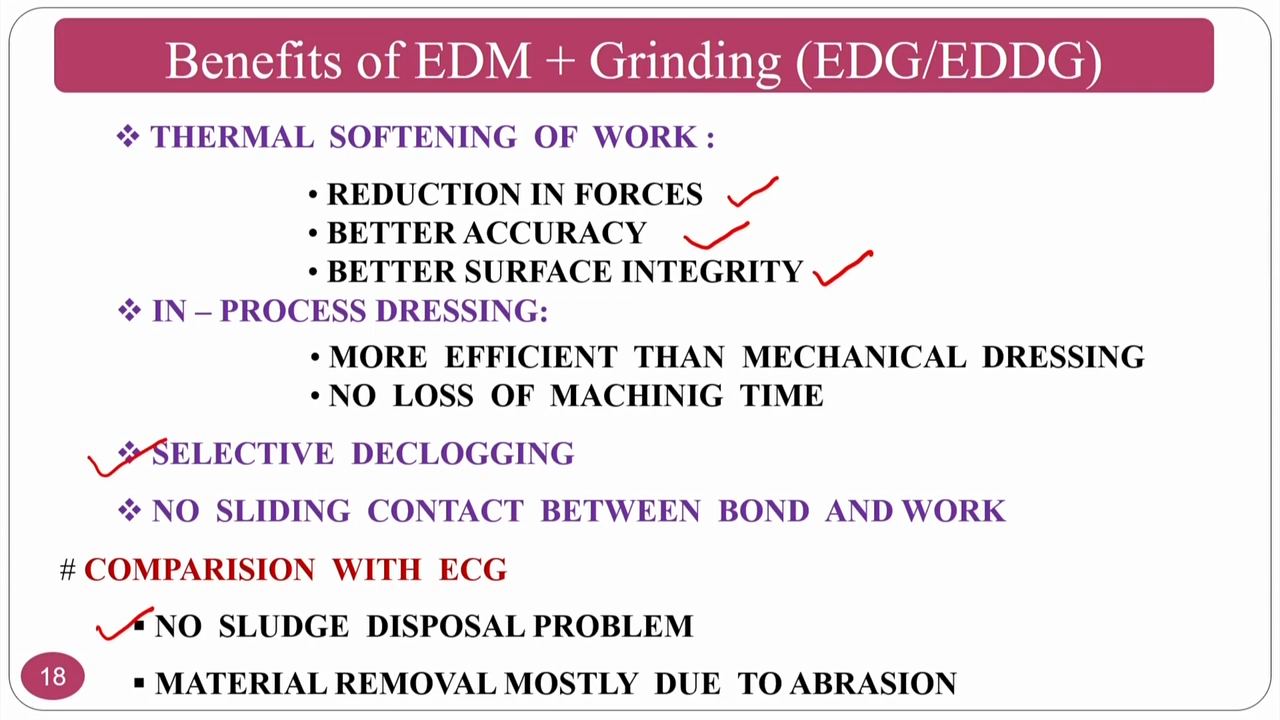 Benefits of EDM + Grinding (EDG/EDDG)
❖ THERMAL SOFTENING OF WORK :
• REDUCTION IN FORCES
• BETTER ACCURACY
• BETTER SURFACE INTEGRITY
❖ IN – PROCESS DRESSING:
• MORE EFFICIENT THAN MECHANICAL DRESSING
• NO LOSS OF MACHINIG TIME
❖ SELECTIVE DECLOGGING
❖ NO SLIDING CONTACT BETWEEN BOND AND WORK
# COMPARISION WITH ECG
▪ NO SLUDGE DISPOSAL PROBLEM
▪ MATERIAL REMOVAL MOSTLY DUE TO ABRASION
18